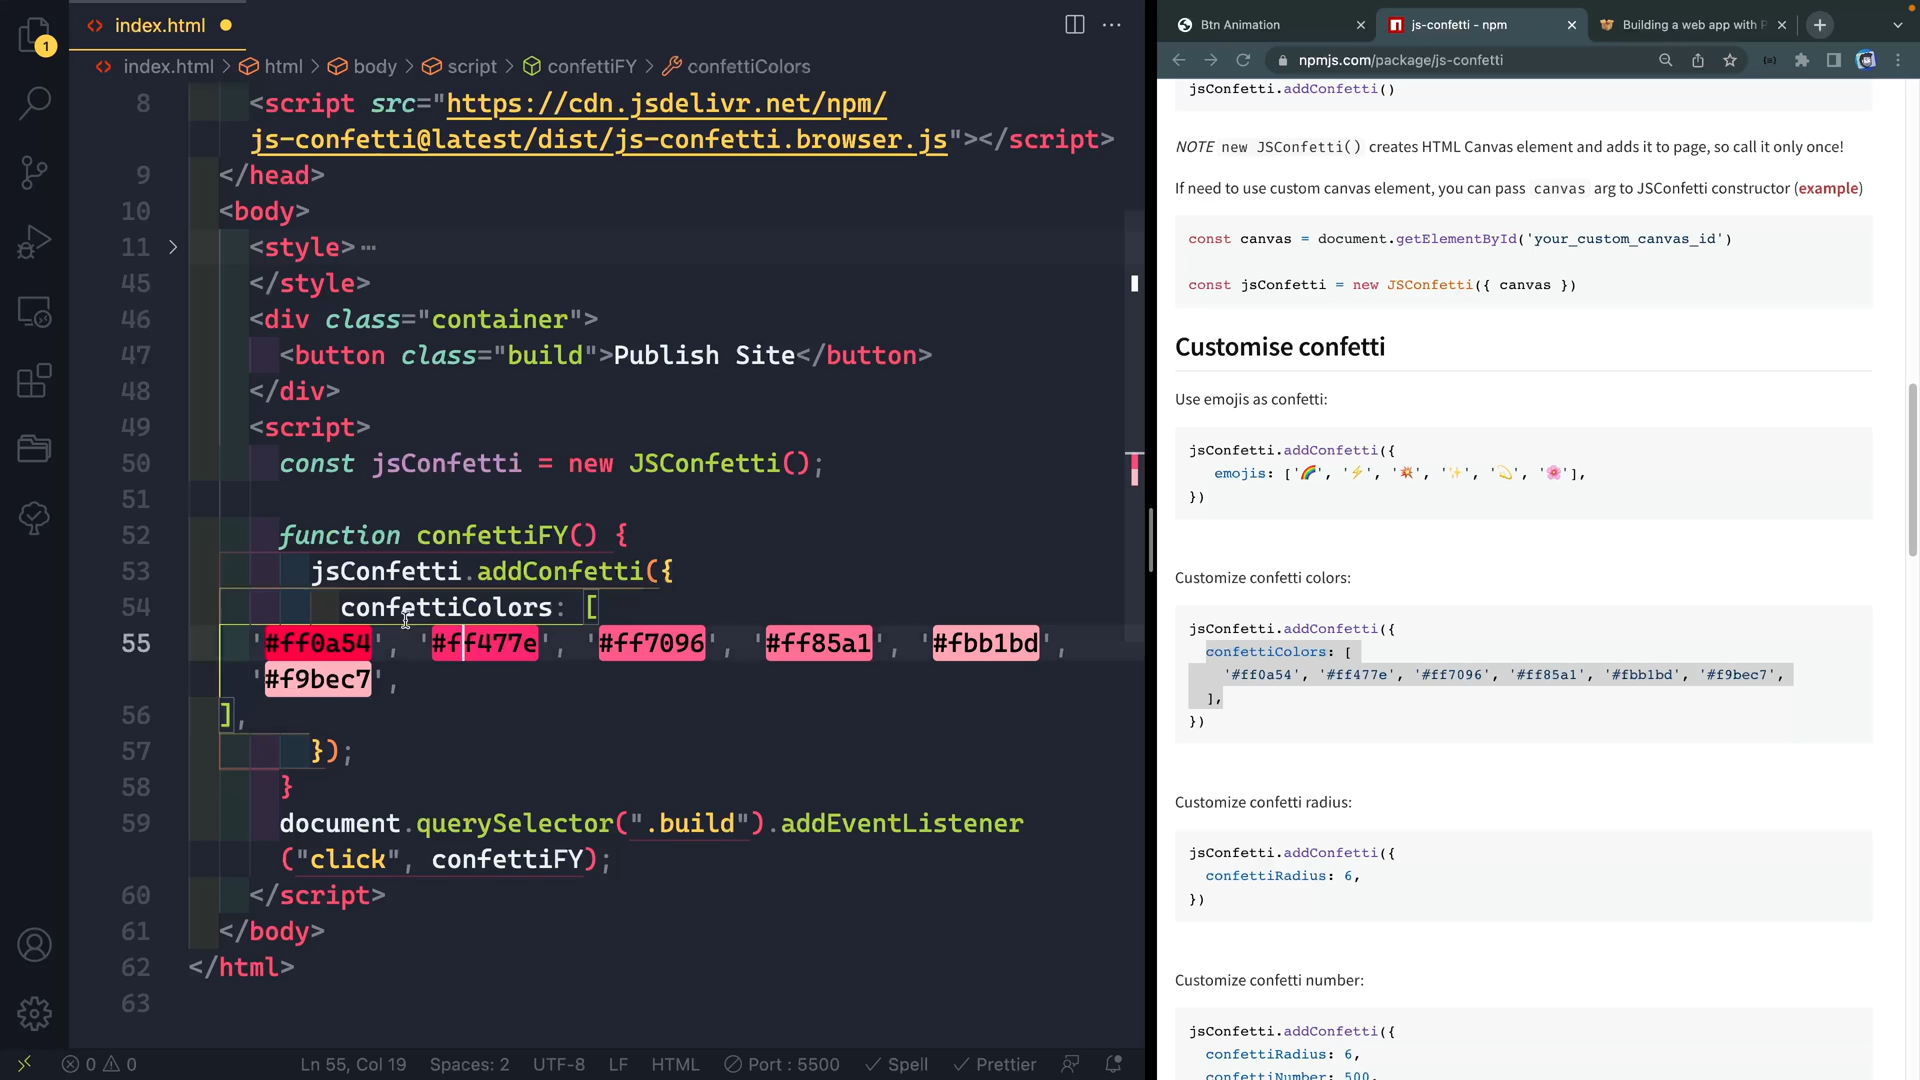 index.html
1
index.html > html > body > script > confettiFY > confettiColors
8 <script src="https://cdn.jsdelivr.net/npm/
js-confetti@latest/dist/js-confetti.browser.js"></script>
9 </head>
10 <body>
11 <style>
45 </style>
46 <div class="container">
47 <button class="build">Publish Site</button>
48 </div>
49 <script>
50 const jsConfetti = new JSConfetti();
51
52 function confettiFY() {
53 jsConfetti.addConfetti({
54 confettiColors: [
55 '#ff0a54', '#ff477e', '#ff7096', '#ff85a1', '#fbb1bd',
'#f9bec7',
56 ],
57 });
58 }
59 document.querySelector(".build").addEventListener
("click", confettiFY);
60 </script>
61 </body>
62 </html>
63
0 0 Ln 55, Col 19 Spaces: 2 UTF-8 LF HTML Port : 5500 Spell Prettier
Btn Animation js-confetti - npm Building a web app with
npmjs.com/package/js-confetti
jsConfetti.addConfetti()
NOTE new JSConfetti() creates HTML Canvas element and adds it to page, so call it only once!
If need to use custom canvas element, you can pass canvas arg to JSConfetti constructor (example)
const canvas = document.getElementById('your_custom_canvas_id')
const jsConfetti = new JSConfetti({ canvas })
Customise confetti
Use emojis as confetti:
jsConfetti.addConfetti({
emojis: ['🌈', '⚡️', '💥', '✨', '💫', '🌸'],
})
Customize confetti colors:
jsConfetti.addConfetti({
confettiColors: [
'#ff0a54', '#ff477e', '#ff7096', '#ff85a1', '#fbb1bd', '#f9bec7',
],
})
Customize confetti radius:
jsConfetti.addConfetti({
confettiRadius: 6,
})
Customize confetti number:
jsConfetti.addConfetti({
confettiRadius: 6,
confettiNumber: 500,